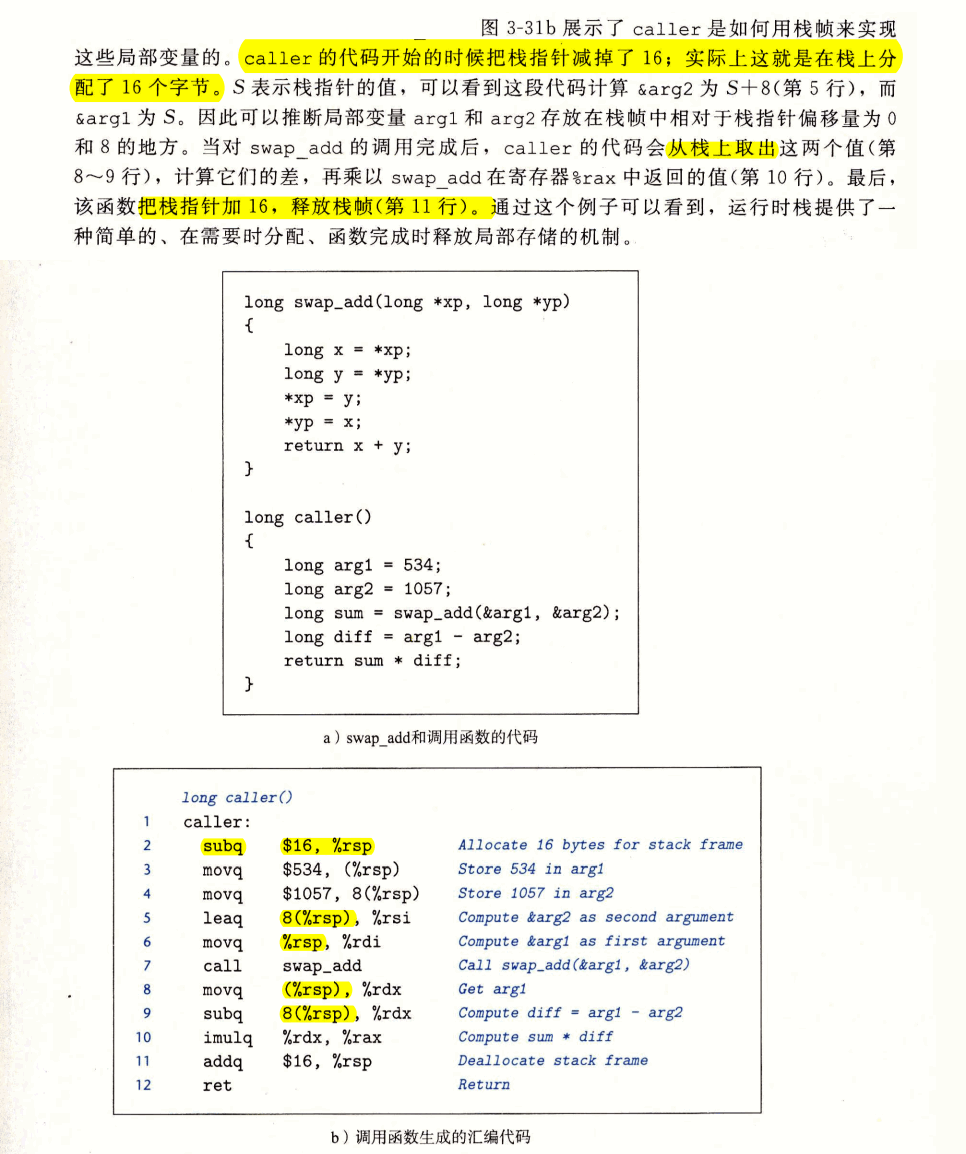 图 3-31b 展示了 caller 是如何用栈帧来实现
这些局部变量的。caller 的代码开始的时候把栈指针减掉了 16；实际上这就是在栈上分
配了 16 个字节。S 表示栈指针的值，可以看到这段代码计算 &arg2 为 S+8(第 5 行)，而
&arg1 为 S。因此可以推断局部变量 arg1 和 arg2 存放在栈帧中相对于栈指针偏移量为 0
和 8 的地方。当对 swap_add 的调用完成后，caller 的代码会从栈上取出这两个值(第
8～9 行)，计算它们的差，再乘以 swap_add 在寄存器%rax 中返回的值(第 10 行)。最后，
该函数把栈指针加 16，释放栈帧(第 11 行)。通过这个例子可以看到，运行时栈提供了一
种简单的、在需要时分配、函数完成时释放局部存储的机制。
long swap_add(long *xp, long *yp)
{
    long x = *xp;
    long y = *yp;
    *xp = y;
    *yp = x;
    return x + y;
}
long caller()
{
    long arg1 = 534;
    long arg2 = 1057;
    long sum = swap_add(&arg1, &arg2);
    long diff = arg1 - arg2;
    return sum * diff;
}
a）swap_add和调用函数的代码
long caller()
1 caller:
2 subq $16, %rsp Allocate 16 bytes for stack frame
3 movq $534, (%rsp) Store 534 in arg1
4 movq $1057, 8(%rsp) Store 1057 in arg2
5 leaq 8(%rsp), %rsi Compute &arg2 as second argument
6 movq %rsp, %rdi Compute &arg1 as first argument
7 call swap_add Call swap_add(&arg1, &arg2)
8 movq (%rsp), %rdx Get arg1
9 subq 8(%rsp), %rdx Compute diff = arg1 - arg2
10 imulq %rdx, %rax Compute sum * diff
11 addq $16, %rsp Deallocate stack frame
12 ret Return
b）调用函数生成的汇编代码